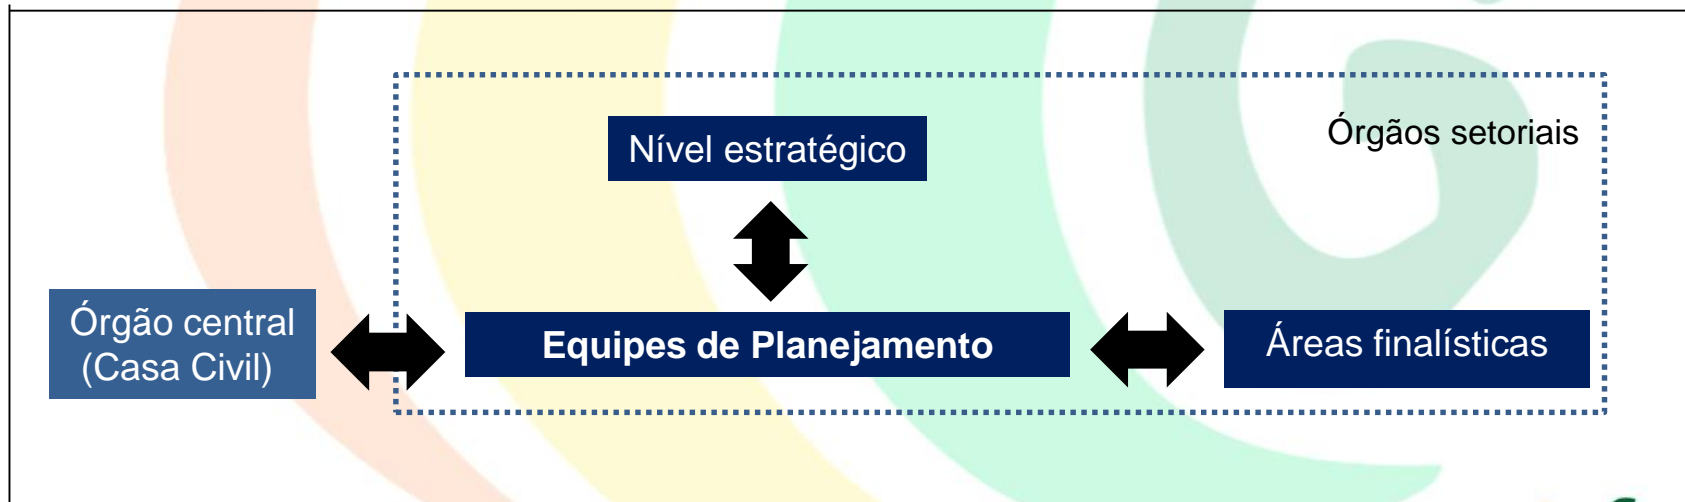 Órgãos setoriais
Nível estratégico
Órgão central
(Casa Civil)
Equipes de Planejamento
Áreas finalísticas